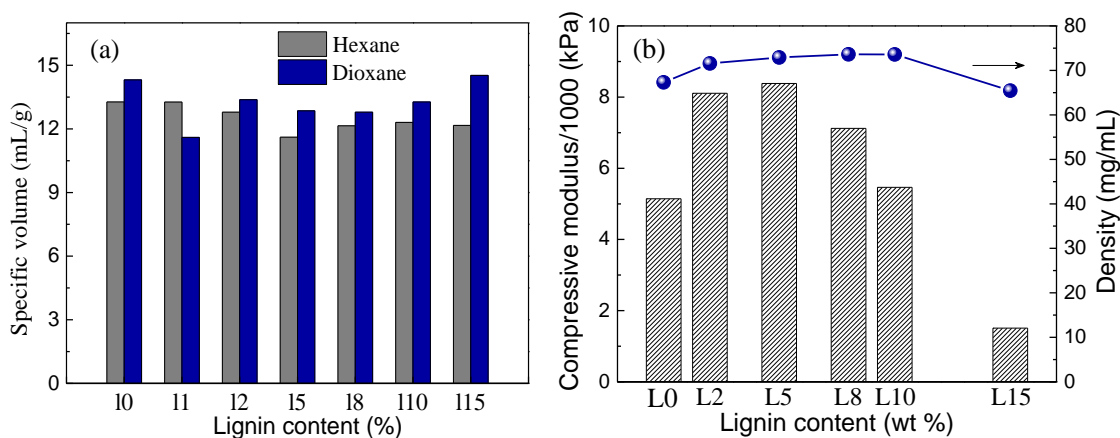 (a)
Hexane
Dioxane
Specific volume (mL/g)
15
12
9
6
3
0
l0 l1 l2 l5 l8 l10 l15
Lignin content (%)
(b)
Compressive modulus/1000 (kPa)
10
8
6
4
2
0
Density (mg/mL)
80
70
60
50
40
30
20
10
0
L0 L2 L5 L8 L10 L15
Lignin content (wt %)